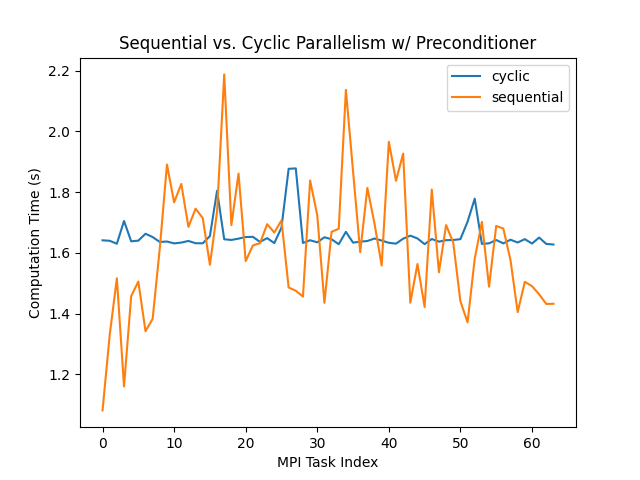 Sequential vs. Cyclic Parallelism w/ Preconditioner
cyclic
sequential
Computation Time (s)
2.2
2.0
1.8
1.6
1.4
1.2
0 10 20 30 40 50 60
MPI Task Index